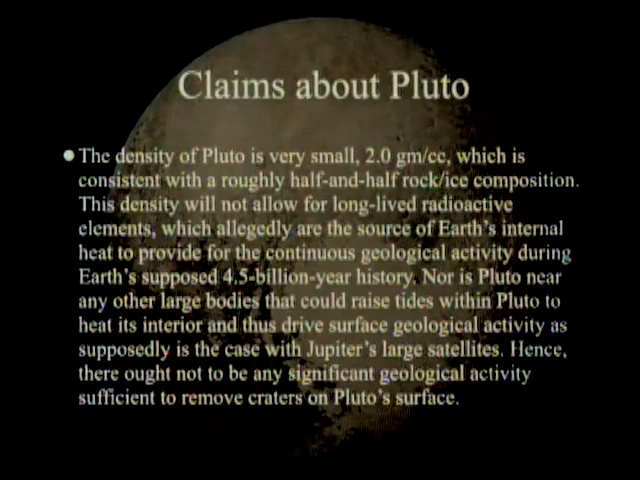 Claims about Pluto
The density of Pluto is very small, 2.0 gm/cc, which is
consistent with a roughly half-and-half rock/ice composition.
This density will not allow for long-lived radioactive
elements, which allegedly are the source of Earth's internal
heat to provide for the continuous geological activity during
Earth's supposed 4.5-billion-year history. Nor is Pluto near
any other large bodies that could raise tides within Pluto to
heat its interior and thus drive surface geological activity as
supposedly is the case with Jupiter's large satellites. Hence,
there ought not to be any significant geological activity
sufficient to remove craters on Pluto's surface.